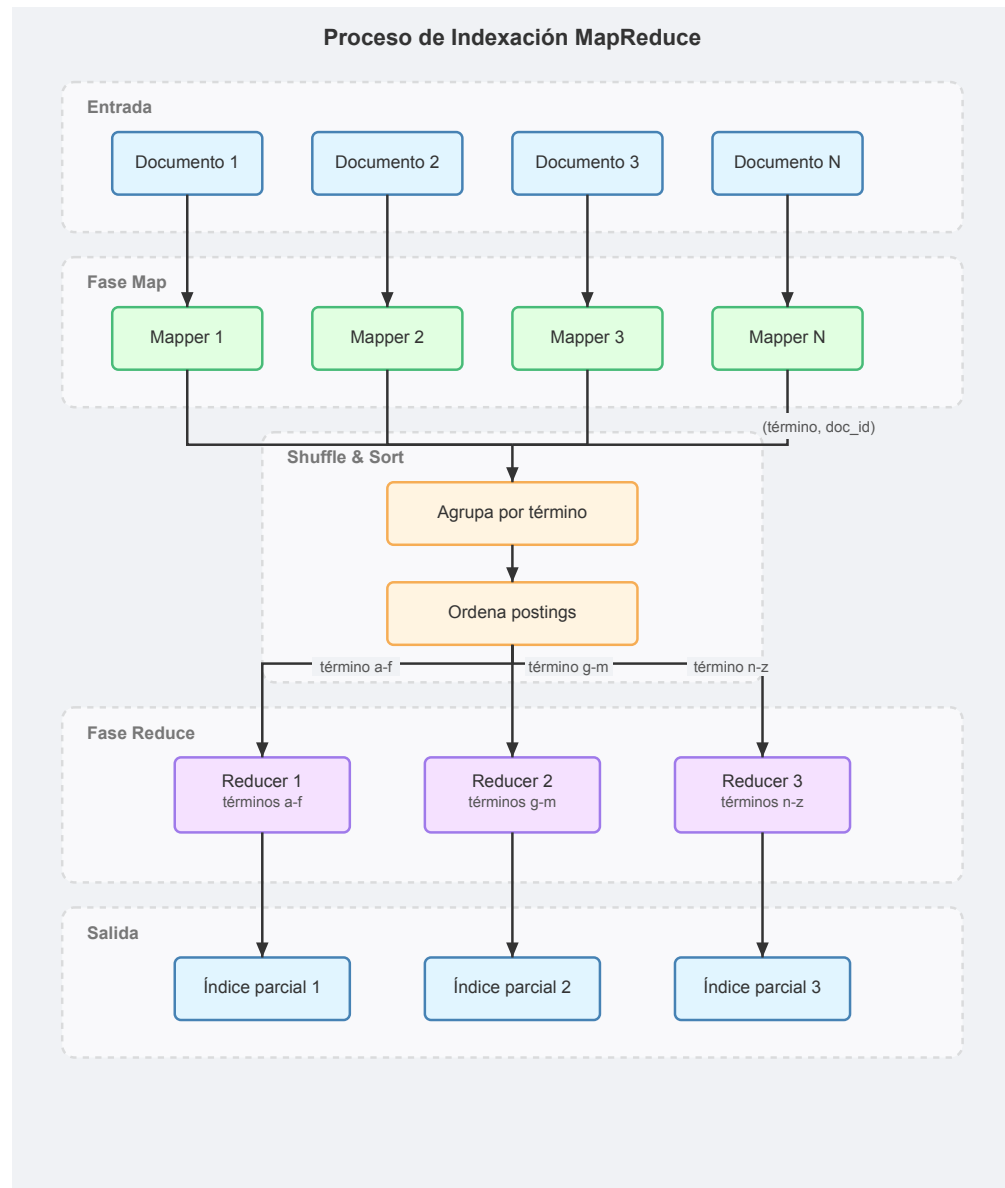 Proceso de Indexación MapReduce
Entrada
Documento 1
Documento 2
Documento 3
Documento N
Fase Map
Mapper 1
Mapper 2
Mapper 3
Mapper N
(término, doc_id)
Shuffle & Sort
Agrupa por término
Ordena postings
término a-f
término g-m
término n-z
Fase Reduce
Reducer 1
términos a-f
Reducer 2
términos g-m
Reducer 3
términos n-z
Salida
Índice parcial 1
Índice parcial 2
Índice parcial 3